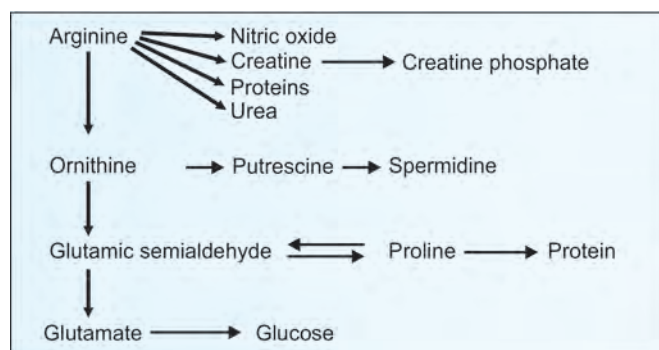 Arginine Nitric oxide
Creatine Creatine phosphate
Proteins
Urea
Ornithine Putrescine Spermidine
Glutamic semialdehyde Proline Protein
Glutamate Glucose